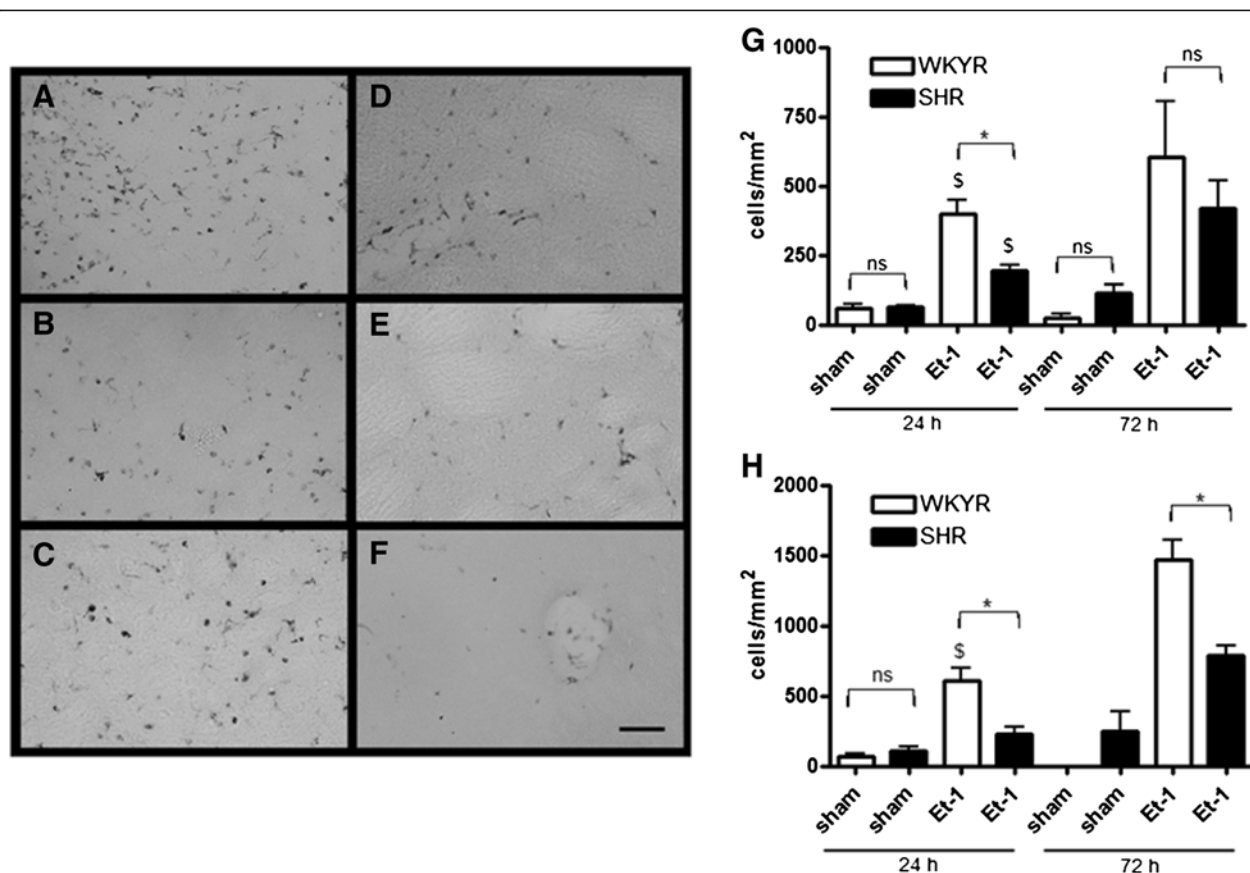 A
D
B
E
C
F
G
WKYR
SHR
cells/mm2
1000
750
500
250
0
ns
*
$
$
ns
ns
sham
sham
Et-1
Et-1
sham
sham
Et-1
Et-1
24 h
72 h
H
WKYR
SHR
cells/mm2
2000
1500
1000
500
0
ns
*
$
*
sham
sham
Et-1
Et-1
sham
sham
Et-1
Et-1
24 h
72 h